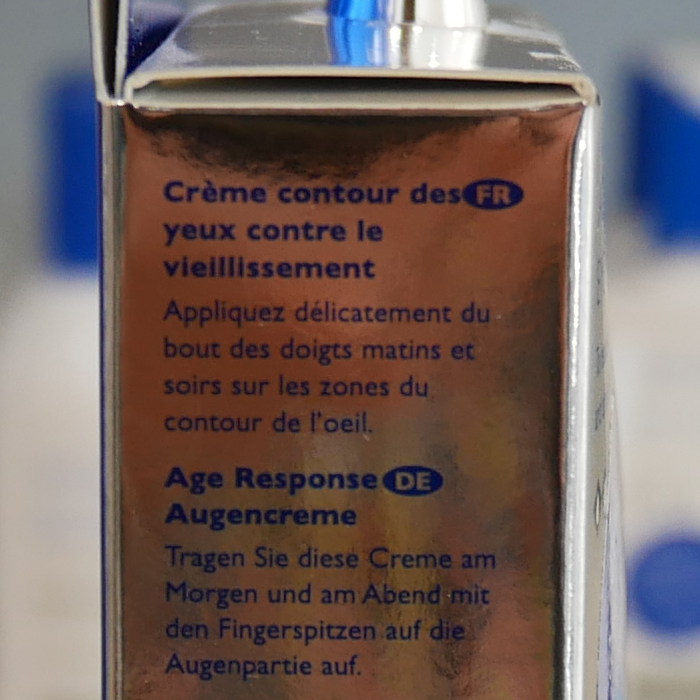 Crème contour des FR
yeux contre le
vieillissement
Appliquez délicatement du
bout des doigts matins et
soirs sur les zones du
contour de l'oeil.
Age Response DE
Augencreme
Tragen Sie diese Creme am
Morgen und am Abend mit
den Fingerspitzen auf die
Augenpartie auf.